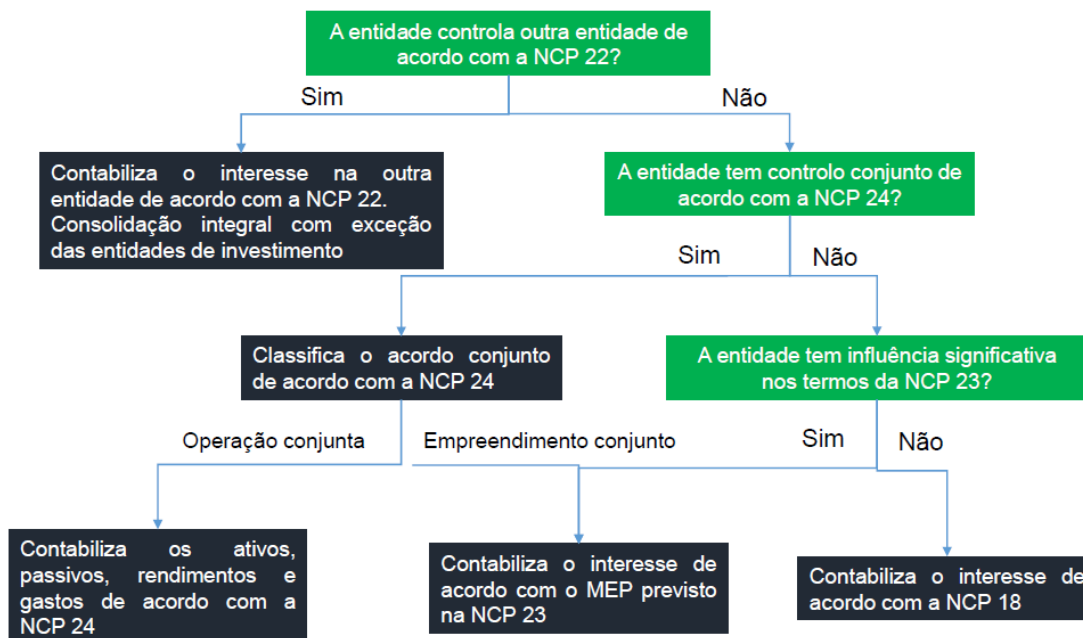 A entidade controla outra entidade de
acordo com a NCP 22?
Sim
Não
Contabiliza o interesse na outra
entidade de acordo com a NCP 22.
Consolidação integral com exceção
das entidades de investimento
A entidade tem controlo conjunto de
acordo com a NCP 24?
Sim
Não
Classifica o acordo conjunto
de acordo com a NCP 24
A entidade tem influência significativa
nos termos da NCP 23?
Operação conjunta
Empreendimento conjunto
Sim
Não
Contabiliza os ativos,
passivos, rendimentos e
gastos de acordo com a
NCP 24
Contabiliza o interesse de
acordo com o MEP previsto
na NCP 23
Contabiliza o interesse de
acordo com a NCP 18